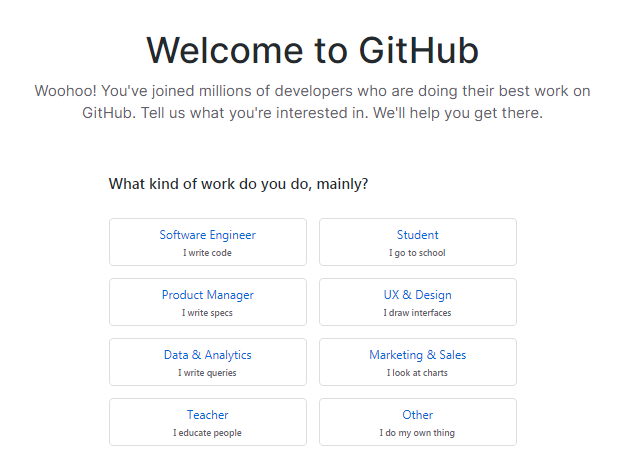 Welcome to GitHub
Woohoo! You've joined millions of developers who are doing their best work on
GitHub. Tell us what you're interested in. We'll help you get there.
What kind of work do you do, mainly?
Software Engineer
I write code
Student
I go to school
Product Manager
I write specs
UX & Design
I draw interfaces
Data & Analytics
I write queries
Marketing & Sales
I look at charts
Teacher
I educate people
Other
I do my own thing